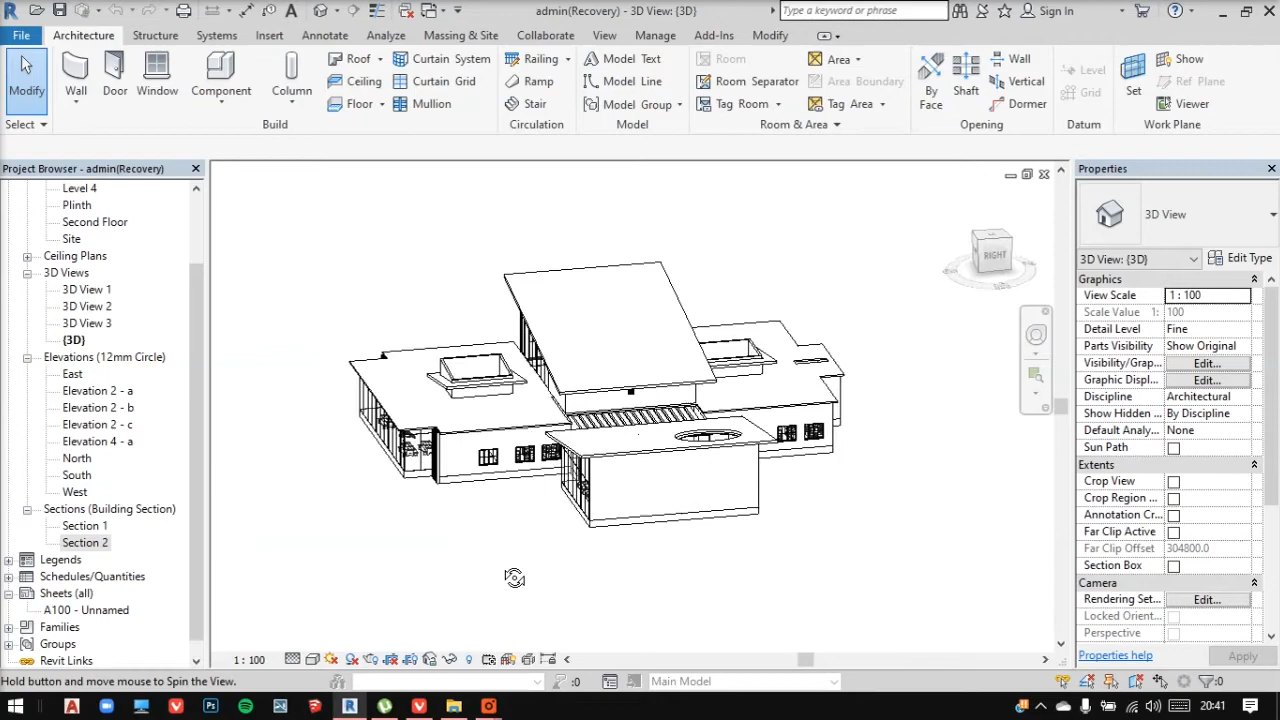 admin(Recovery) - 3D View: {3D}
Type a keyword or phrase
Sign In
File
Architecture
Structure
Systems
Insert
Annotate
Analyze
Massing & Site
Collaborate
View
Manage
Add-Ins
Modify
Modify
Wall
Door
Window
Component
Column
Roof
Ceiling
Floor
Curtain System
Curtain Grid
Mullion
Railing
Ramp
Stair
Model Text
Model Line
Model Group
Room
Room Separator
Tag Room
Area
Area Boundary
Tag Area
By
Face
Shaft
Wall
Vertical
Dormer
Level
Grid
Set
Show
Ref Plane
Viewer
Select
Build
Circulation
Model
Room & Area
Opening
Datum
Work Plane
Project Browser - admin(Recovery)
Level 4
Plinth
Second Floor
Site
Ceiling Plans
3D Views
3D View 1
3D View 2
3D View 3
{3D}
Elevations (12mm Circle)
East
Elevation 2 - a
Elevation 2 - b
Elevation 2 - c
Elevation 4 - a
North
South
West
Sections (Building Section)
Section 1
Section 2
Legends
Schedules/Quantities
Sheets (all)
A100 - Unnamed
Families
Groups
Revit Links
RIGHT
Properties
3D View
3D View: {3D}
Edit Type
Graphics
View Scale 1 : 100
Scale Value 1: 100
Detail Level Fine
Parts Visibility Show Original
Visibility/Grap... Edit...
Graphic Displ... Edit...
Discipline Architectural
Show Hidden ... By Discipline
Default Analy... None
Sun Path
Extents
Crop View
Crop Region ...
Annotation Cr...
Far Clip Active
Far Clip Offset 304800.0
Section Box
Camera
Rendering Set... Edit...
Locked Orient...
Perspective
Properties help
Apply
1 : 100
Hold button and move mouse to Spin the View.
:0
Main Model
:0
20:41